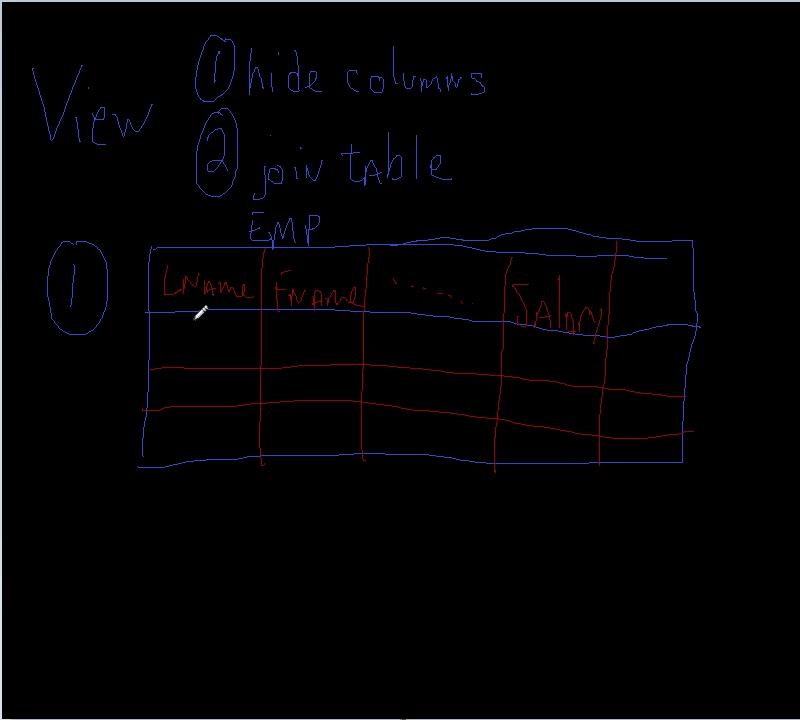 View
① hide columns
② join table
EMP
①
LNAME FNAME ....... SAlary